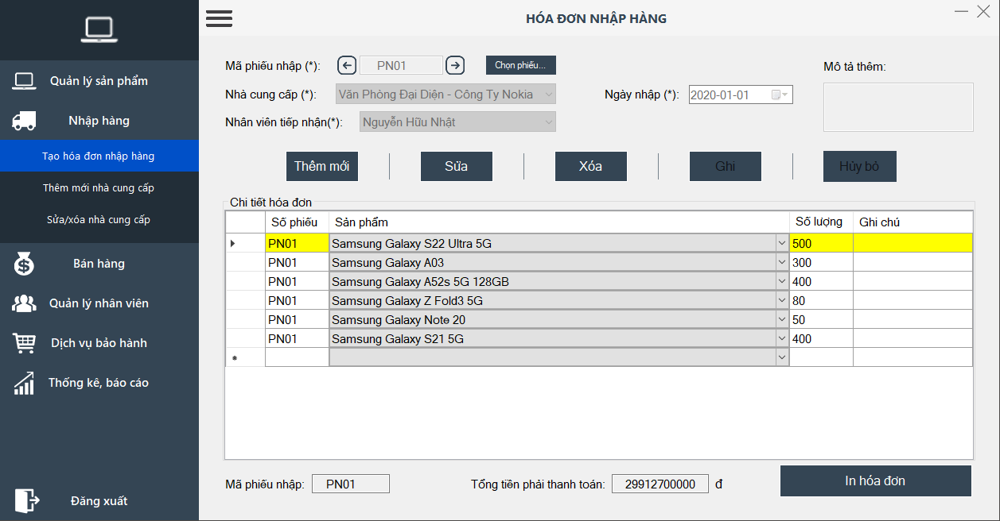 HÓA ĐƠN NHẬP HÀNG
Quản lý sản phẩm
Nhập hàng
Tạo hóa đơn nhập hàng
Thêm mới nhà cung cấp
Sửa/xóa nhà cung cấp
Bán hàng
Quản lý nhân viên
Dịch vụ bảo hành
Thống kê, báo cáo
Đăng xuất
Mã phiếu nhập (*): PN01 Chọn phiếu... Mô tả thêm:
Nhà cung cấp (*): Văn Phòng Đại Diện - Công Ty Nokia Ngày nhập (*): 2020-01-01
Nhân viên tiếp nhận(*): Nguyễn Hữu Nhật
Thêm mới Sửa Xóa Ghi Hủy bỏ
Chi tiết hóa đơn
Số phiếu Sản phẩm Số lượng Ghi chú
PN01 Samsung Galaxy S22 Ultra 5G 500
PN01 Samsung Galaxy A03 300
PN01 Samsung Galaxy A52s 5G 128GB 400
PN01 Samsung Galaxy Z Fold3 5G 80
PN01 Samsung Galaxy Note 20 50
PN01 Samsung Galaxy S21 5G 400
Mã phiếu nhập: PN01 Tổng tiền phải thanh toán: 29912700000 đ In hóa đơn